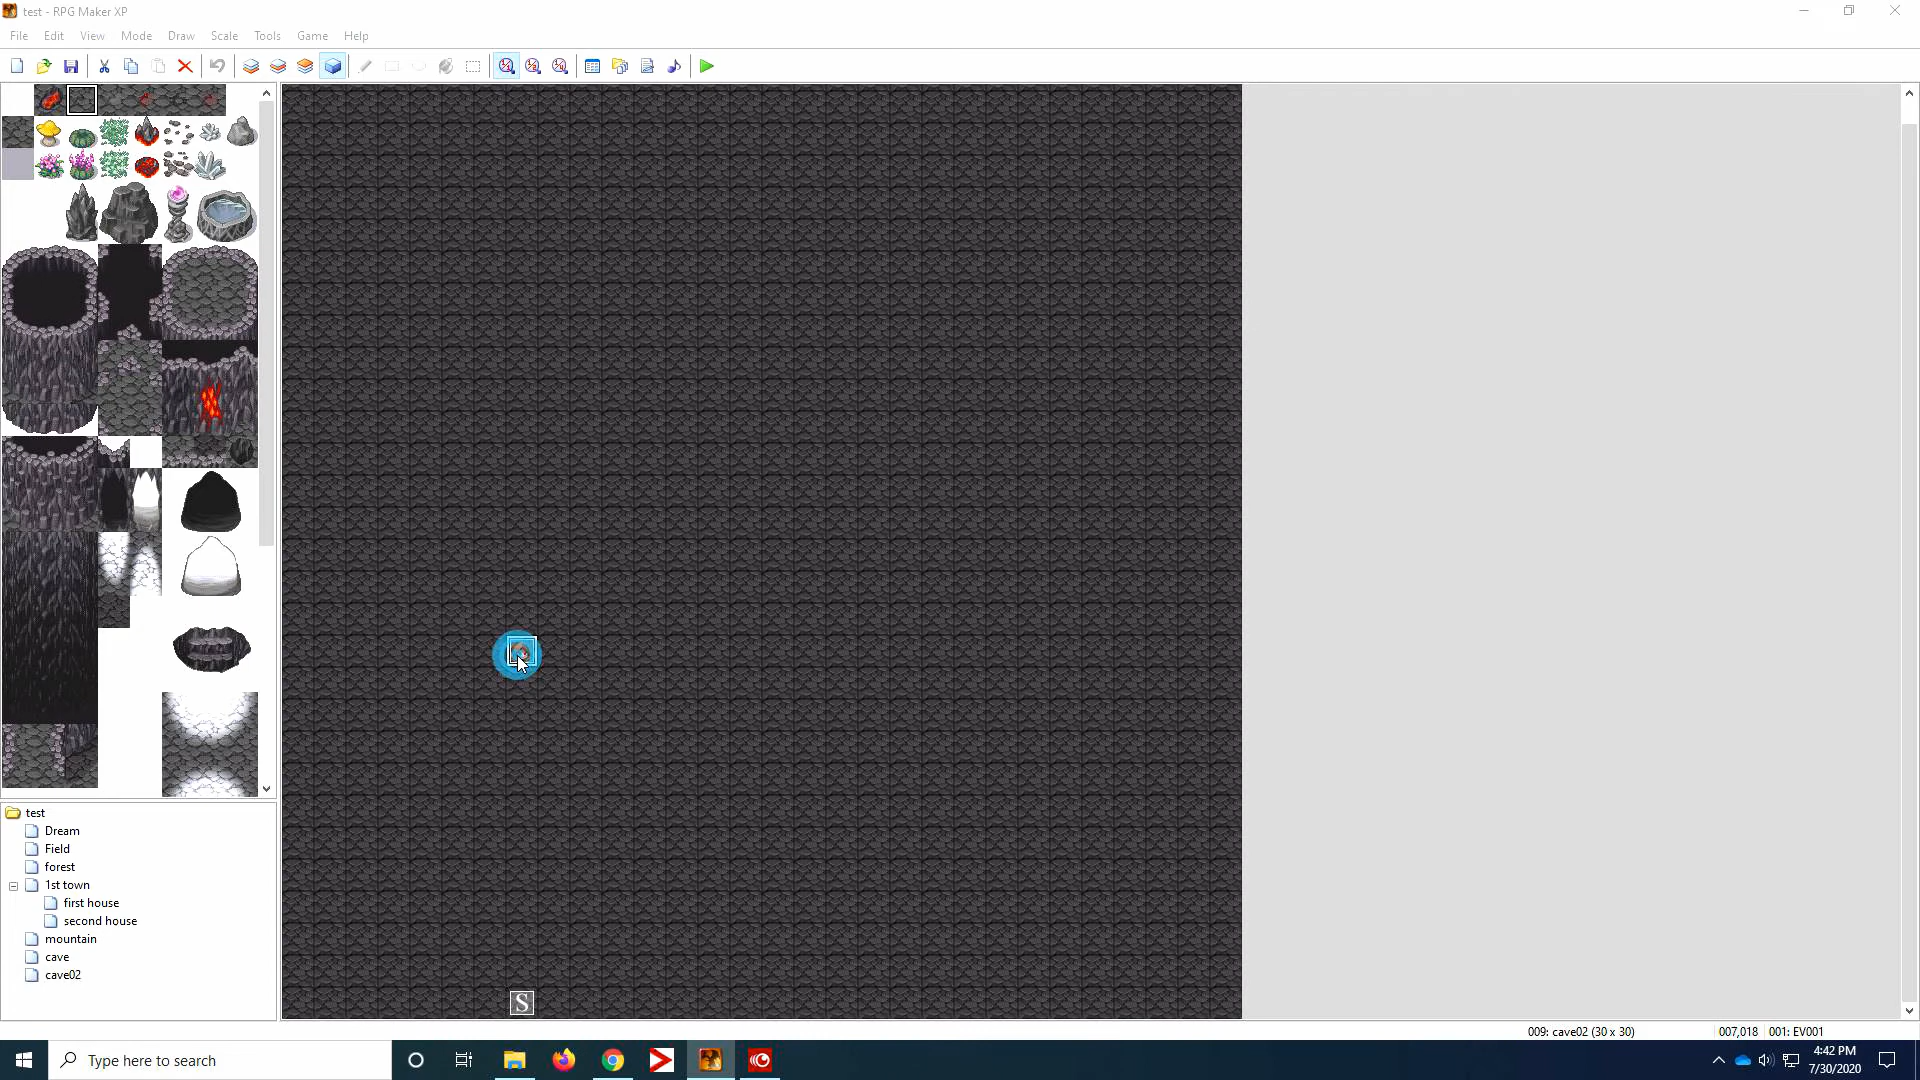 test - RPG Maker XP
File Edit View Mode Draw Scale Tools Game Help
test
Dream
Field
forest
1st town
first house
second house
mountain
cave
cave02
S
009: cave02 (30 x 30) 007,018 001: EV001
Type here to search
4:42 PM
7/30/2020